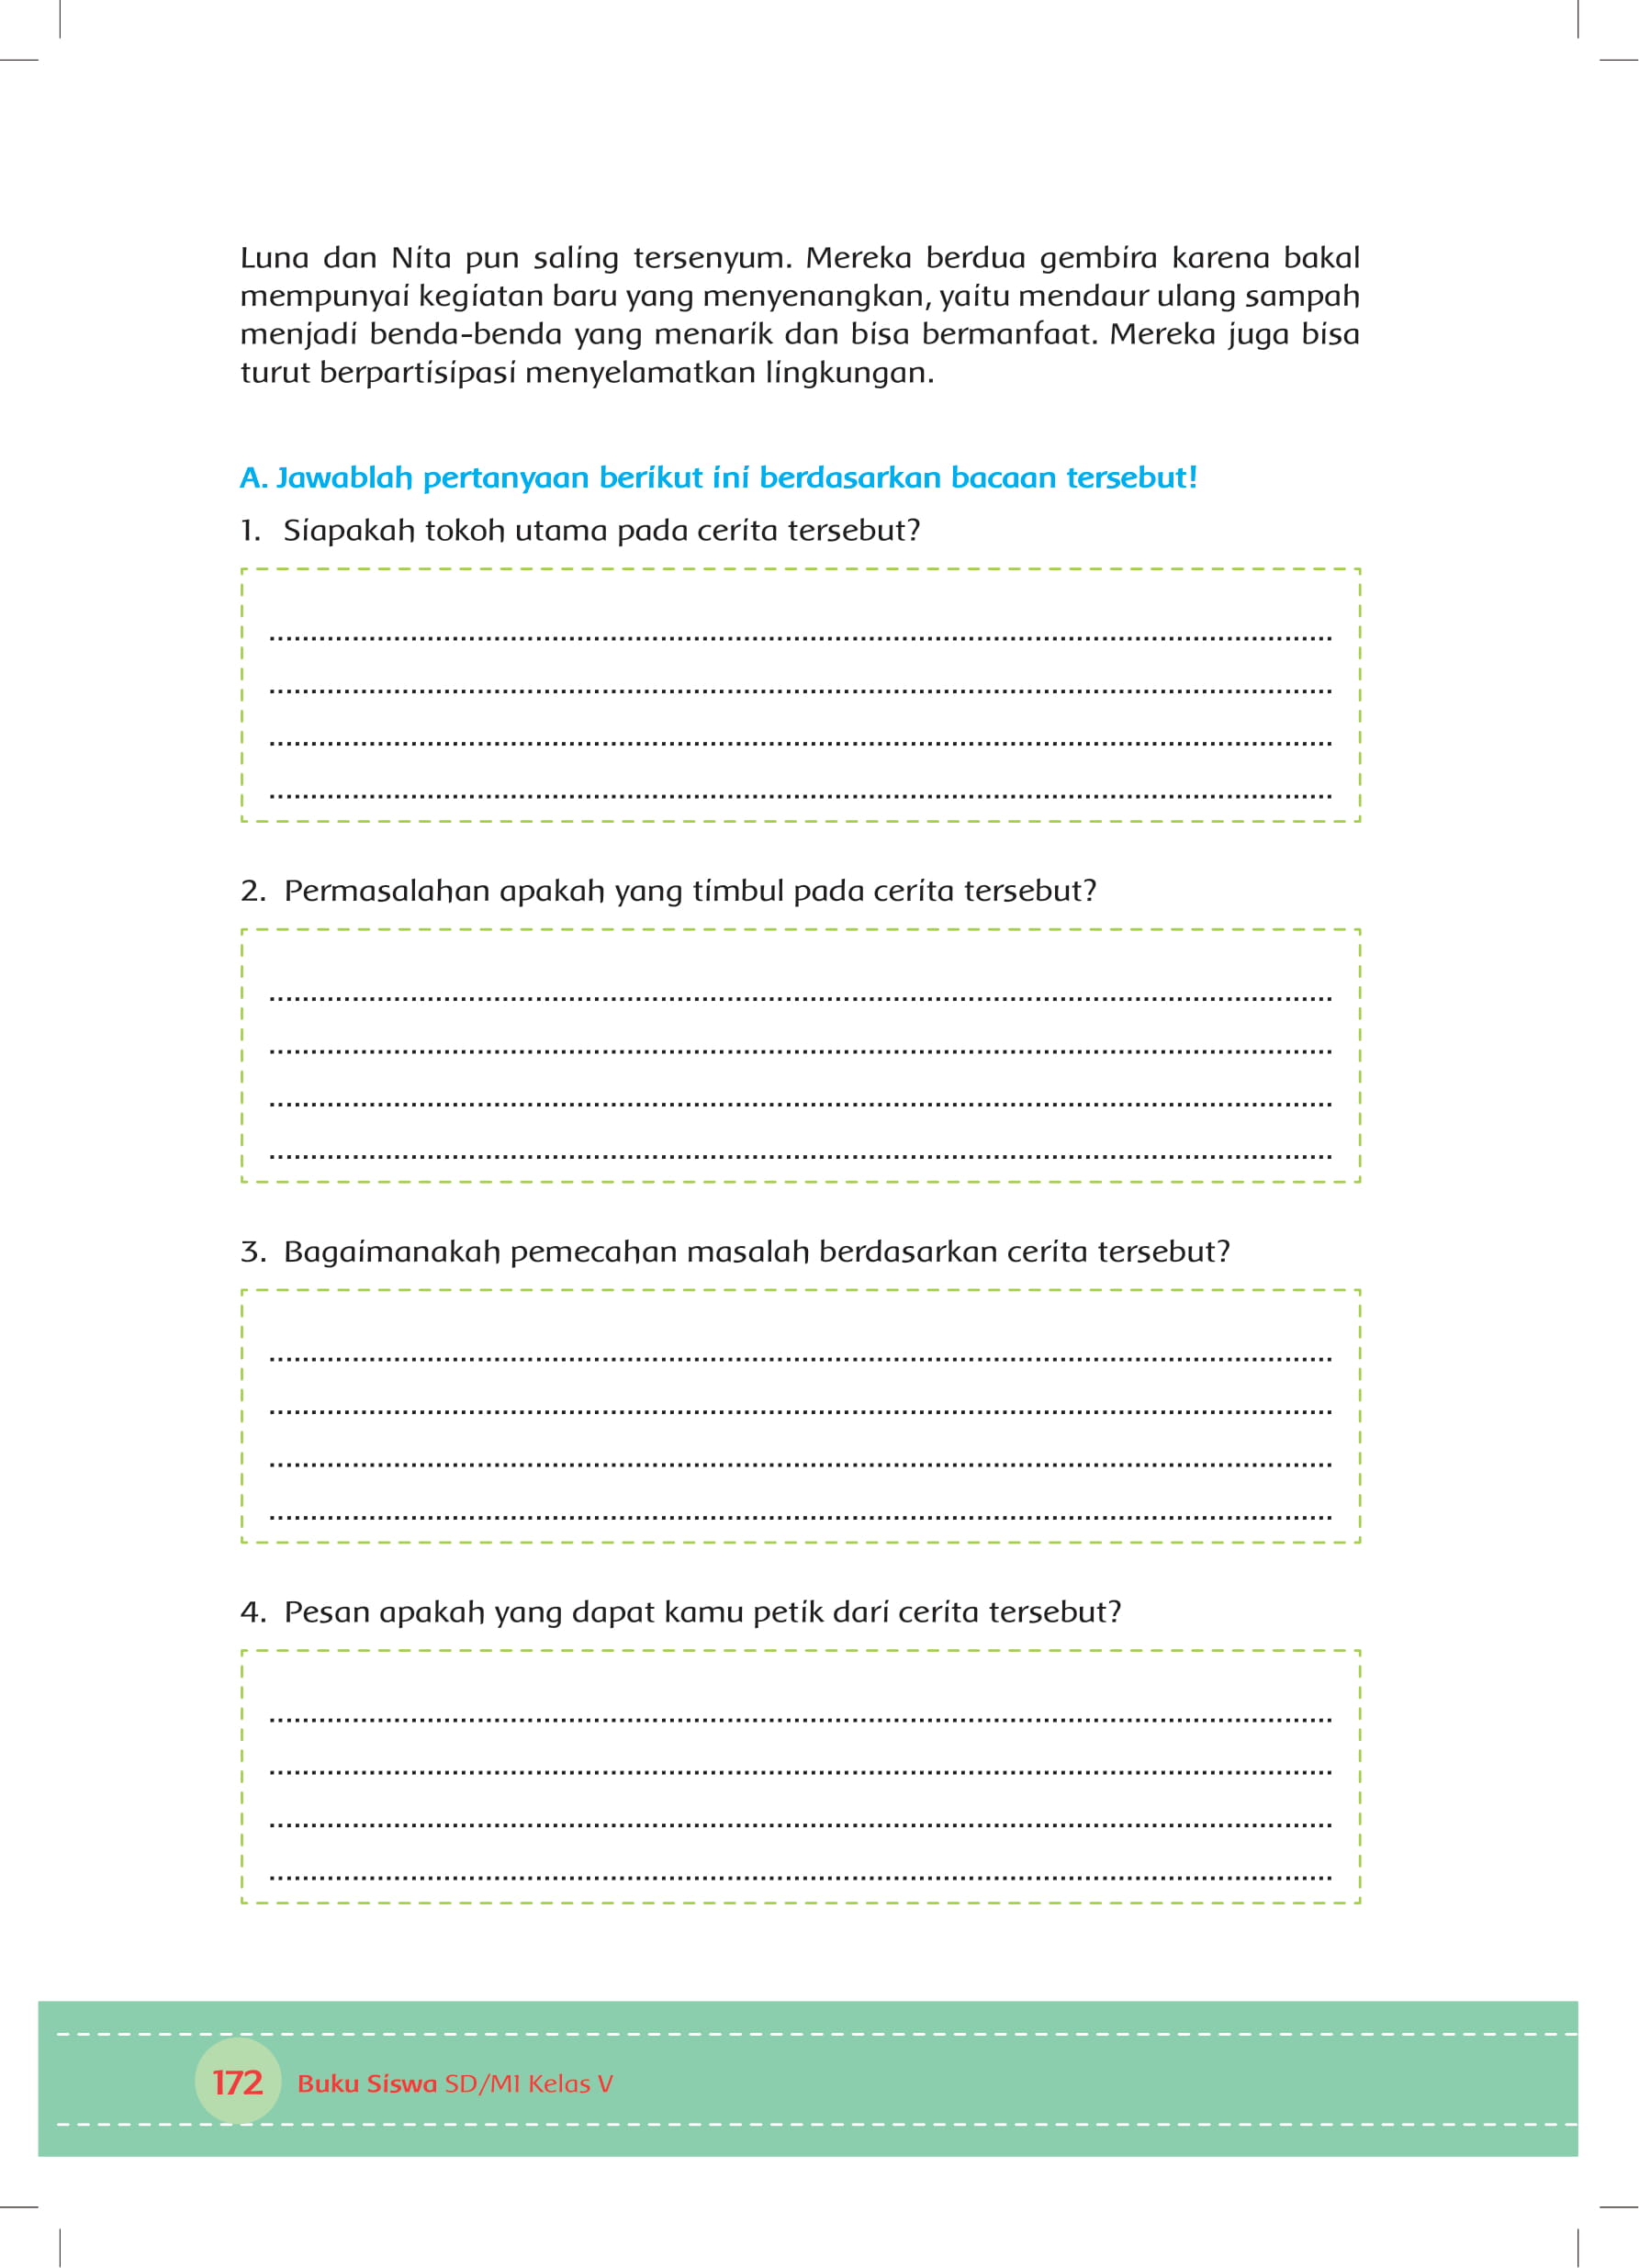 Luna dan Nita pun saling tersenyum. Mereka berdua gembira karena bakal
mempunyai kegiatan baru yang menyenangkan, yaitu mendaur ulang sampah
menjadi benda-benda yang menarik dan bisa bermanfaat. Mereka juga bisa
turut berpartisipasi menyelamatkan lingkungan.
A. Jawablah pertanyaan berikut ini berdasarkan bacaan tersebut!
1. Siapakah tokoh utama pada cerita tersebut?
2. Permasalahan apakah yang timbul pada cerita tersebut?
3. Bagaimanakah pemecahan masalah berdasarkan cerita tersebut?
4. Pesan apakah yang dapat kamu petik dari cerita tersebut?
172 Buku Siswa SD/MI Kelas V